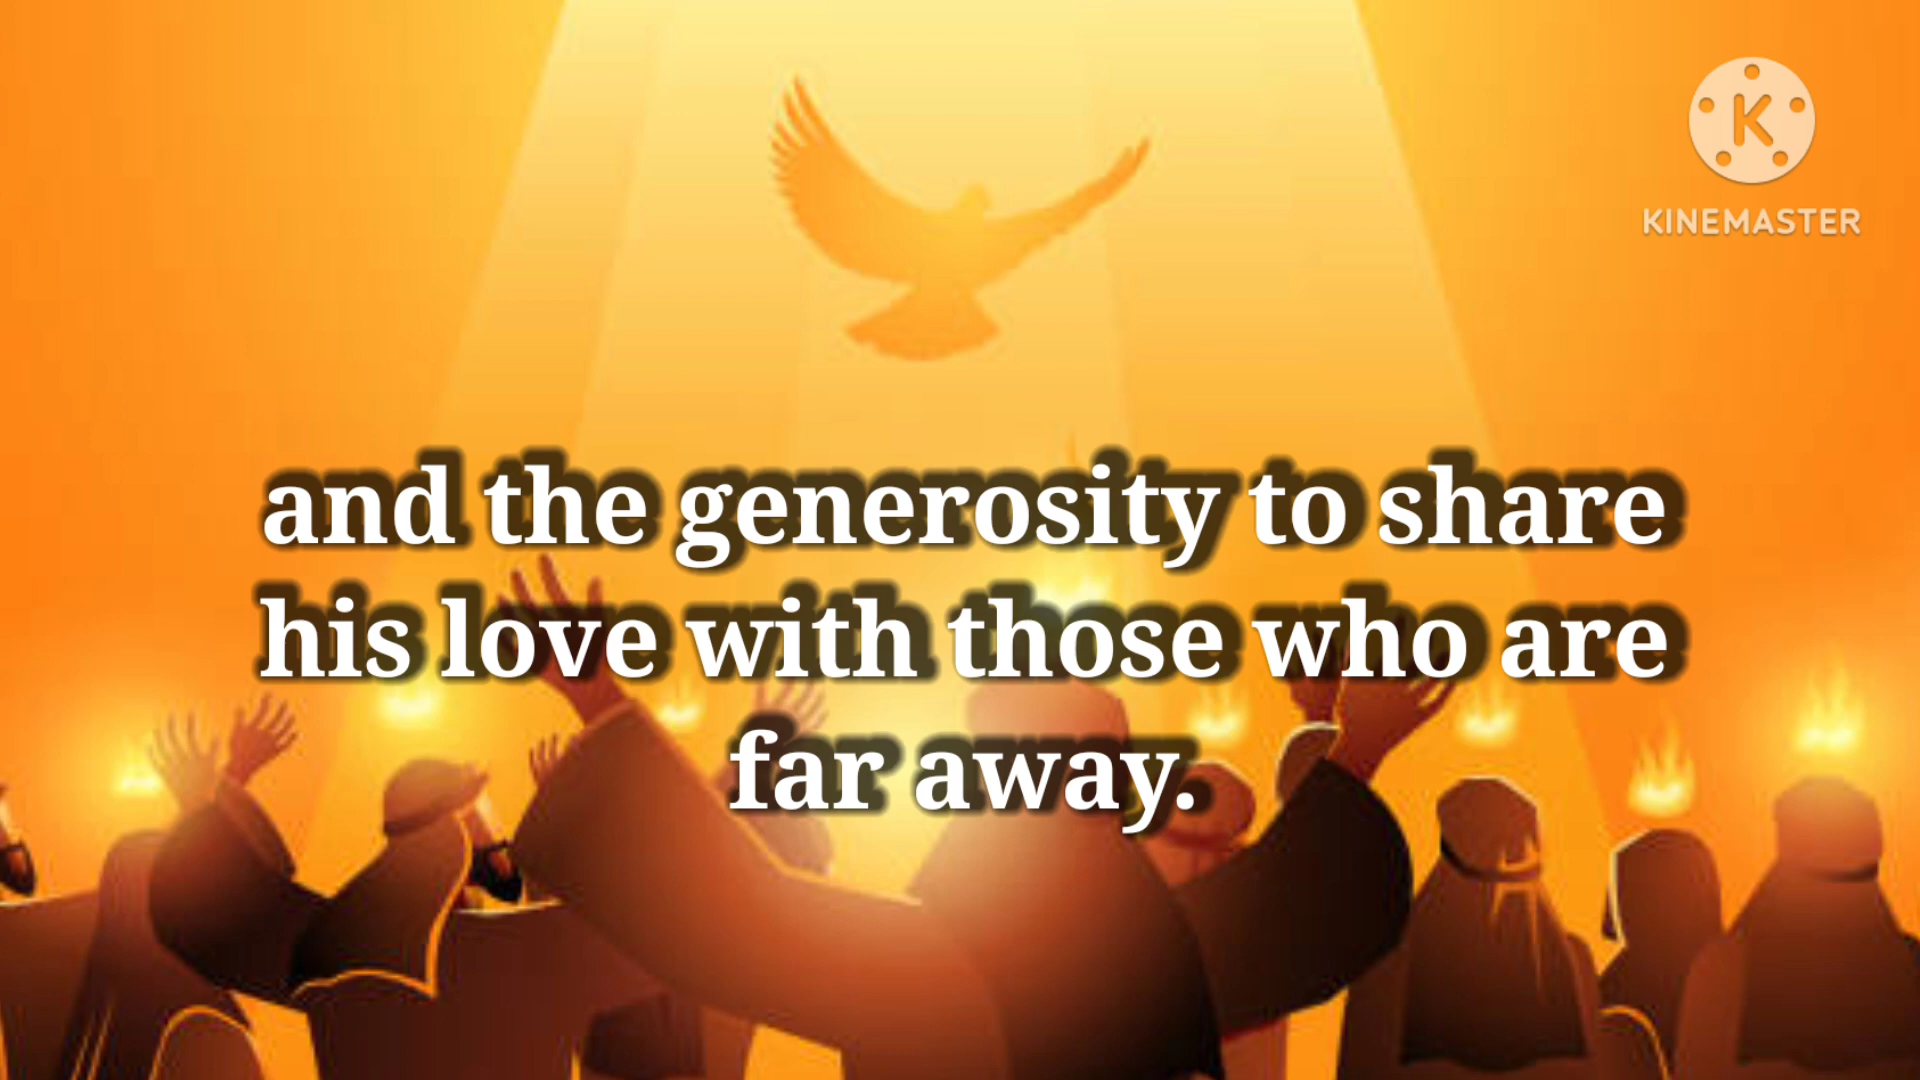 K
KINEMASTER
and the generosity to share
his love with those who are
far away.